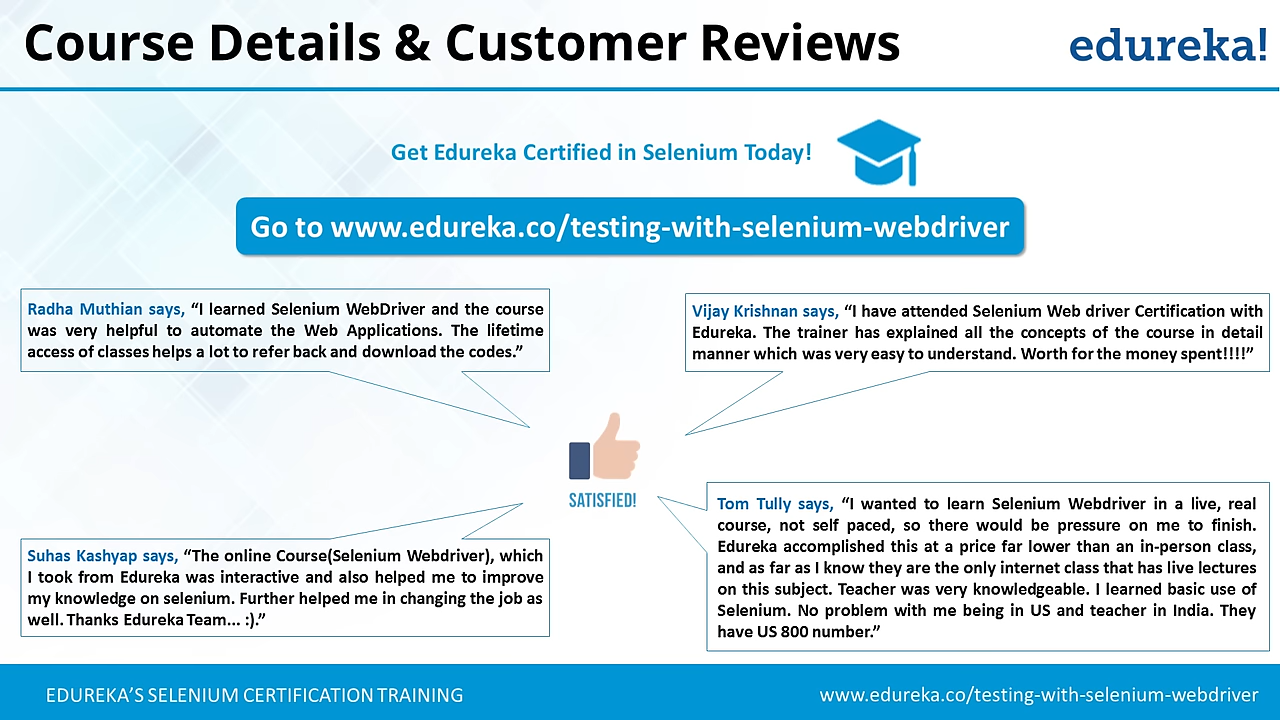 Course Details & Customer Reviews
edureka!
Get Edureka Certified in Selenium Today!
Go to www.edureka.co/testing-with-selenium-webdriver
Radha Muthian says, “I learned Selenium WebDriver and the course
was very helpful to automate the Web Applications. The lifetime
access of classes helps a lot to refer back and download the codes.”
Vijay Krishnan says, “I have attended Selenium Web driver Certification with
Edureka. The trainer has explained all the concepts of the course in detail
manner which was very easy to understand. Worth for the money spent!!!!”
SATISFIED!
Suhas Kashyap says, “The online Course(Selenium Webdriver), which
I took from Edureka was interactive and also helped me to improve
my knowledge on selenium. Further helped me in changing the job as
well. Thanks Edureka Team... :).”
Tom Tully says, “I wanted to learn Selenium Webdriver in a live, real
course, not self paced, so there would be pressure on me to finish.
Edureka accomplished this at a price far lower than an in-person class,
and as far as I know they are the only internet class that has live lectures
on this subject. Teacher was very knowledgeable. I learned basic use of
Selenium. No problem with me being in US and teacher in India. They
have US 800 number.”
EDUREKA’S SELENIUM CERTIFICATION TRAINING
www.edureka.co/testing-with-selenium-webdriver